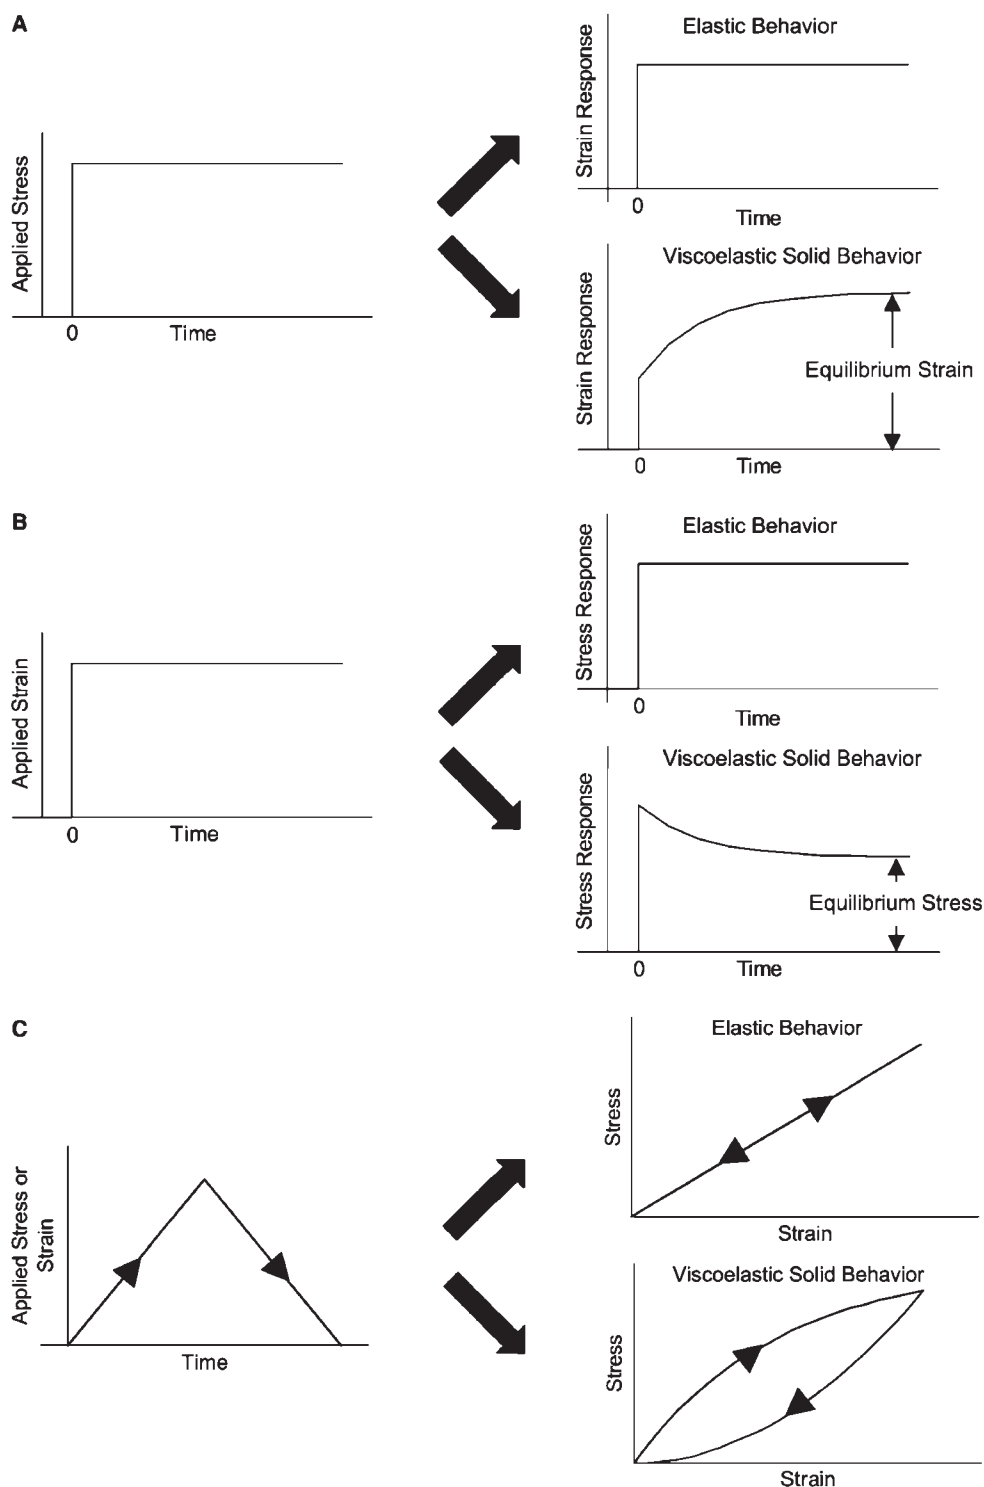 A
Elastic Behavior
Strain Response
0
Time
Applied Stress
0
Time
Viscoelastic Solid Behavior
Strain Response
Equilibrium Strain
0
Time
B
Elastic Behavior
Stress Response
0
Time
Applied Strain
0
Time
Viscoelastic Solid Behavior
Stress Response
Equilibrium Stress
0
Time
C
Elastic Behavior
Stress
Strain
Applied Stress or
Strain
Time
Viscoelastic Solid Behavior
Stress
Strain